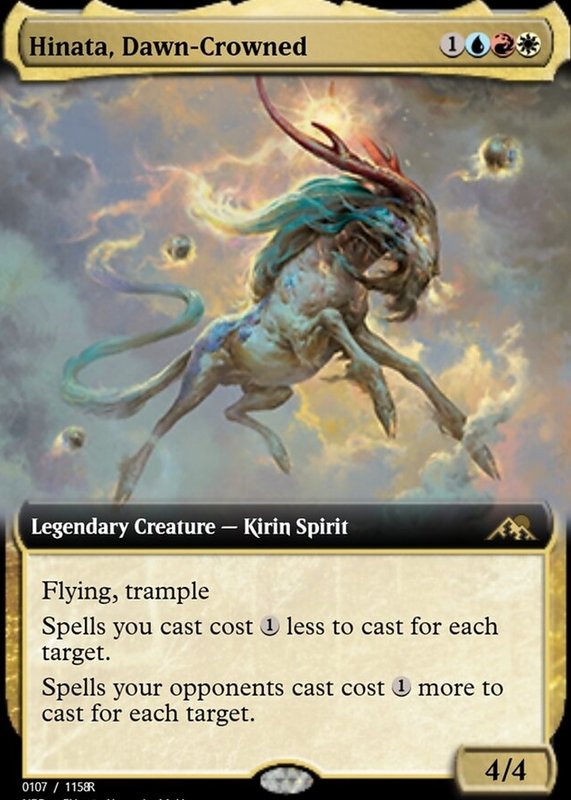 Hinata, Dawn-Crowned 1
Legendary Creature — Kirin Spirit
Flying, trample
Spells you cast cost 1 less to cast for each
target.
Spells your opponents cast cost 1 more to
cast for each target.
4/4
0107 / 1158R